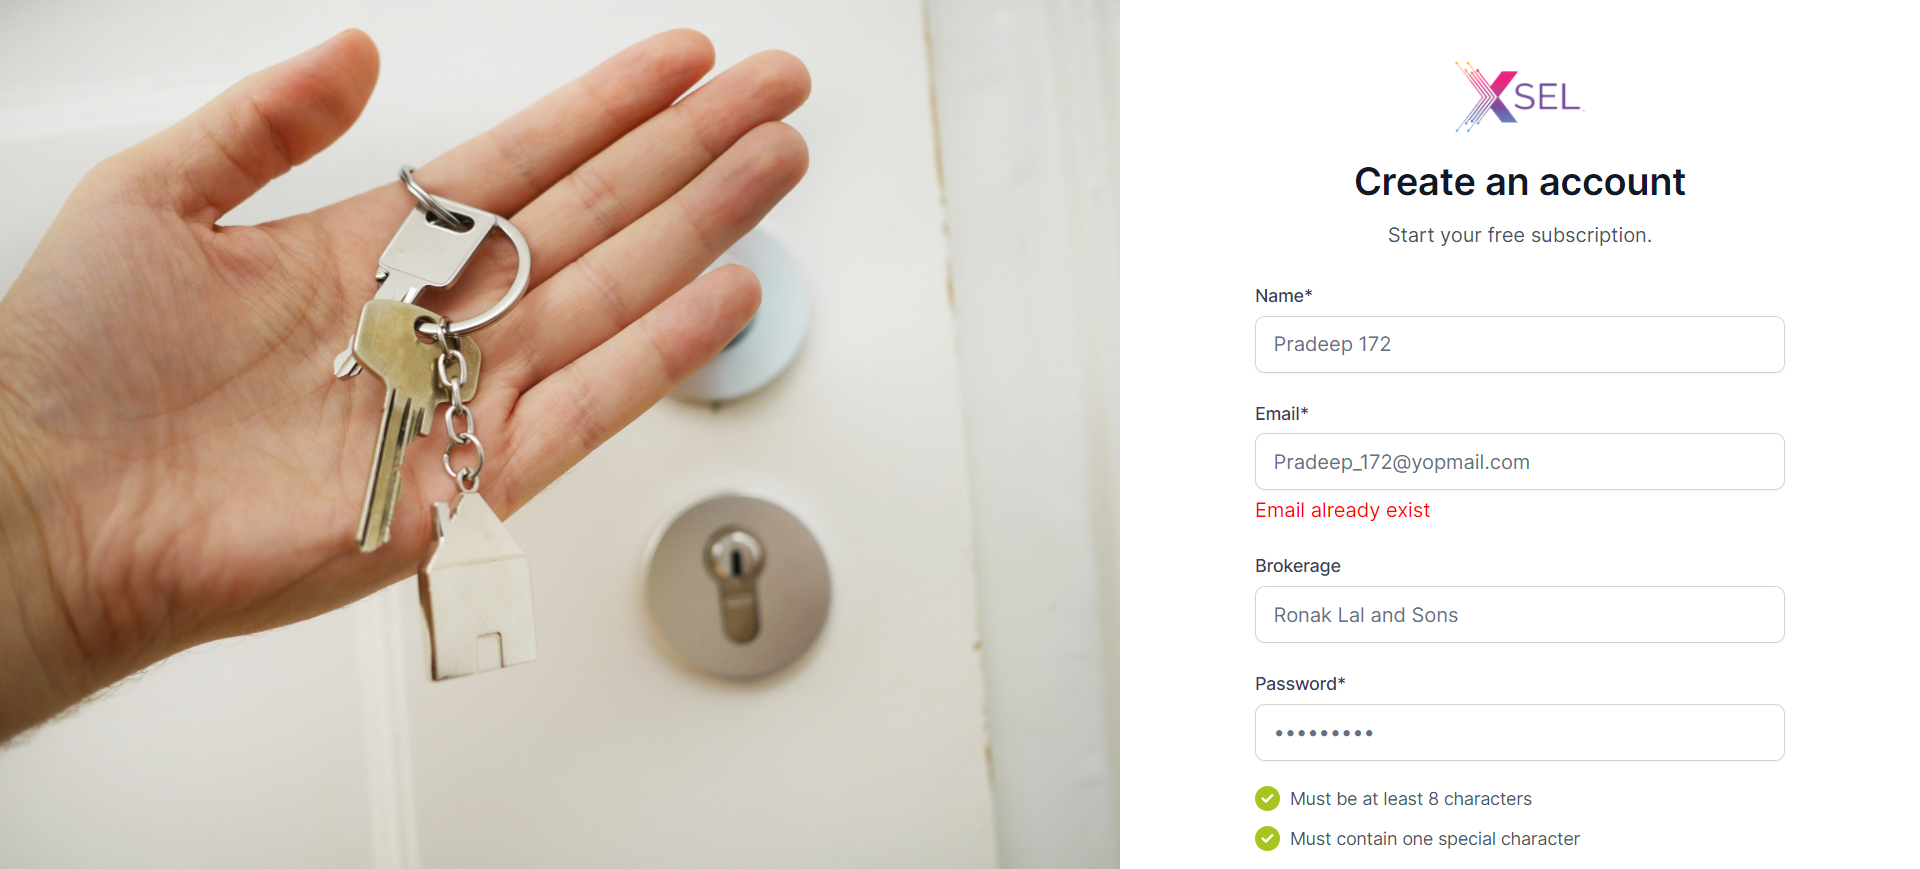 XSEL
Create an account
Start your free subscription.
Name*
Pradeep 172
Email*
Pradeep_172@yopmail.com
Email already exist
Brokerage
Ronak Lal and Sons
Password*
•••••••••
Must be at least 8 characters
Must contain one special character